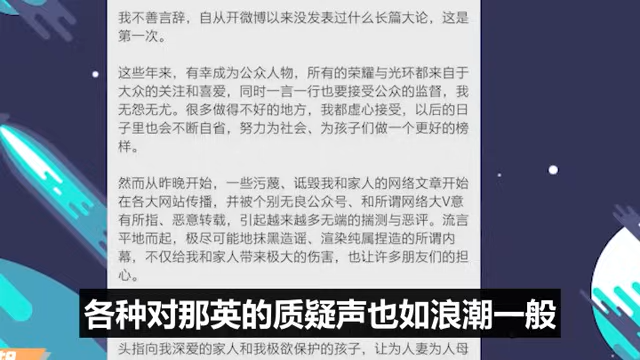 我不善言辞，自从开微博以来没发表过什么长篇大论，这是
第一次。
这些年来，有幸成为公众人物，所有的荣耀与光环都来自于
大众的关注和喜爱，同时一言一行也要接受公众的监督，我
无怨无尤。很多做得不好的地方，我都虚心接受，以后的日
子里也会不断自省，努力为社会、为孩子们做一个更好的榜
样。
然而从昨晚开始，一些污蔑、诋毁我和家人的网络文章开始
在各大网站传播，并被个别无良公众号、和所谓网络大V意
有所指、恶意转载，引起越来越多无端的揣测与恶评。流言
平地而起，极尽可能地抹黑造谣、渲染纯属捏造的所谓内
幕，不仅给我和家人带来极大的伤害，也让许多朋友们的担
心。
各种对那英的质疑声也如浪潮一般
头指向我深爱的家人和我极欲保护的孩子，让为人妻为人母